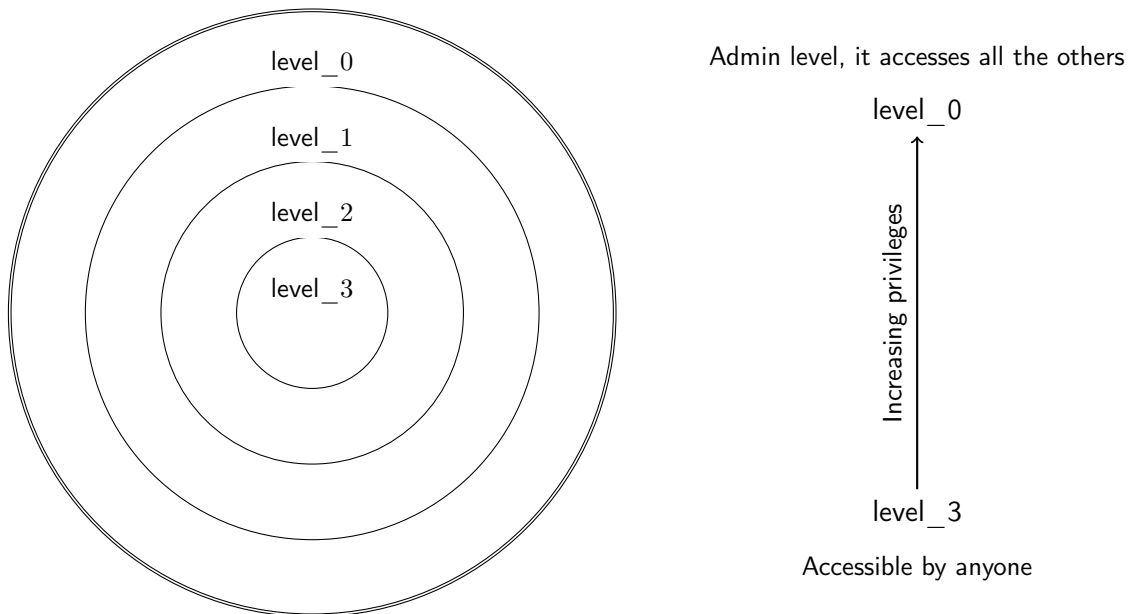 level_0
level_1
level_2
level_3
Admin level, it accesses all the others
level_0
Increasing privileges
level_3
Accessible by anyone